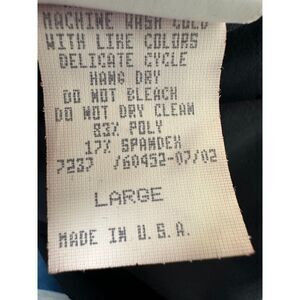 MACHINE WASH COLD
WITH LIKE COLORS
DELICATE CYCLE
HANG DRY
DO NOT BLEACH
DO NOT DRY CLEAN
83% POLY
17% SPANDEX
7237 /60452-07/02
LARGE
MADE IN U.S.A.